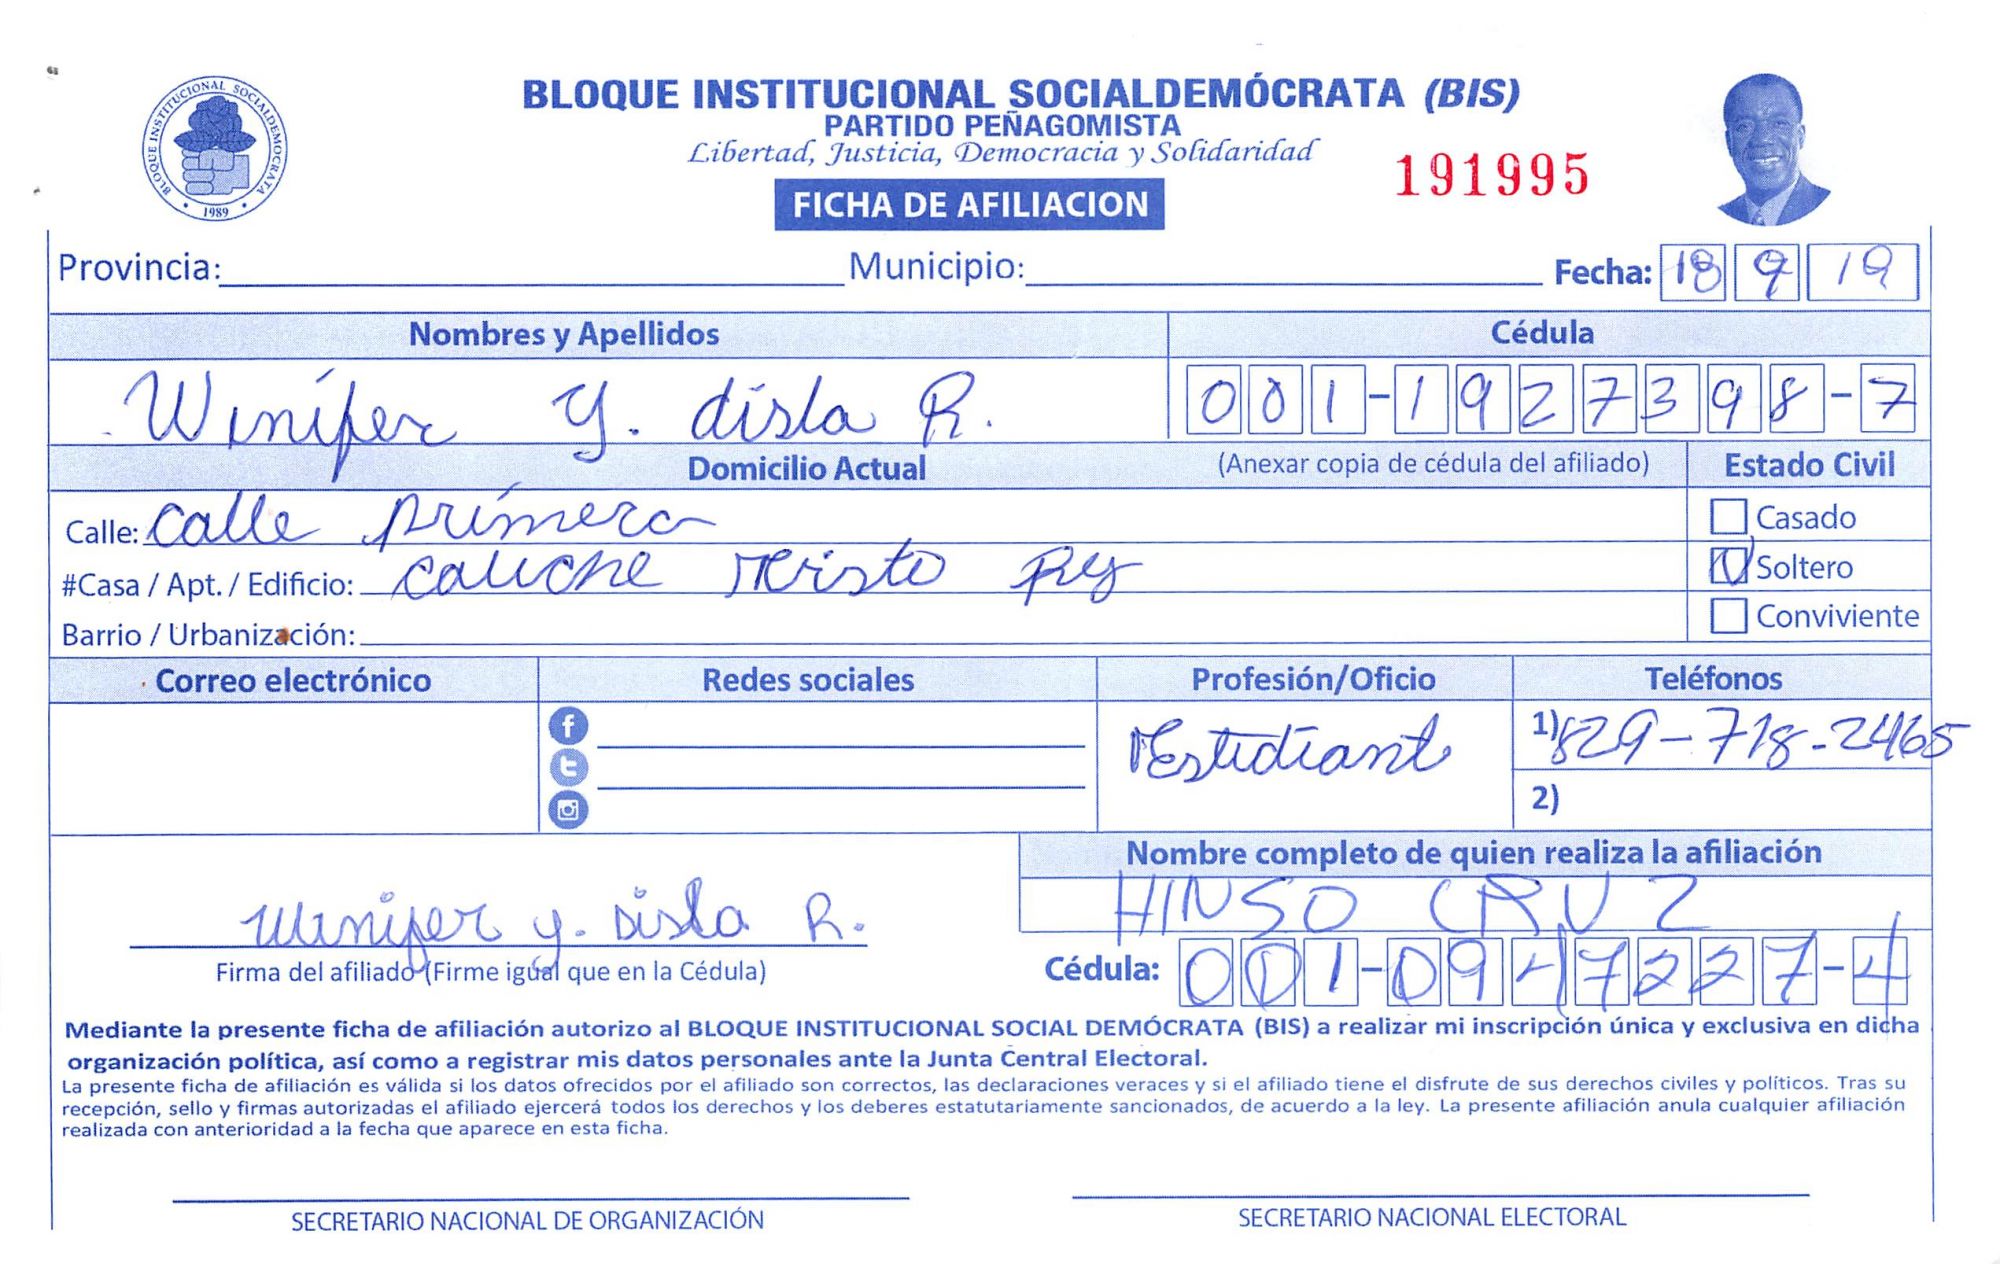 BLOQUE INSTITUCIONAL SOCIALDEMÓCRATA (BIS)
PARTIDO PEÑAGOMISTA
Libertad, Justicia, Democracia y Solidaridad
191995
BLOQUE INSTITUCIONAL SOCIALDEMOCRATA
1989
FICHA DE AFILIACION
Provincia: Municipio: Fecha: 18 9 19
Nombres y Apellidos Cédula
Winifer Y. disla R. 001-1927398-7
Domicilio Actual (Anexar copia de cédula del afiliado) Estado Civil
Calle: Calle primera Casado
#Casa / Apt. / Edificio: Caliche Rey Soltero
Barrio / Urbanización: Conviviente
Correo electrónico Redes sociales Profesión/Oficio Teléfonos
Estudiant 1) 829-718-2465
2)
Nombre completo de quien realiza la afiliación
HINSO CRUZ
Winifer y. Disla R.
Firma del afiliado (Firme igual que en la Cédula) Cédula: 001-0947227-4
Mediante la presente ficha de afiliación autorizo al BLOQUE INSTITUCIONAL SOCIAL DEMÓCRATA (BIS) a realizar mi inscripción única y exclusiva en dicha
organización política, así como a registrar mis datos personales ante la Junta Central Electoral.
La presente ficha de afiliación es válida si los datos ofrecidos por el afiliado son correctos, las declaraciones veraces y si el afiliado tiene el disfrute de sus derechos civiles y políticos. Tras su
recepción, sello y firmas autorizadas el afiliado ejercerá todos los derechos y los deberes estatutariamente sancionados, de acuerdo a la ley. La presente afiliación anula cualquier afiliación
realizada con anterioridad a la fecha que aparece en esta ficha.
SECRETARIO NACIONAL DE ORGANIZACIÓN SECRETARIO NACIONAL ELECTORAL